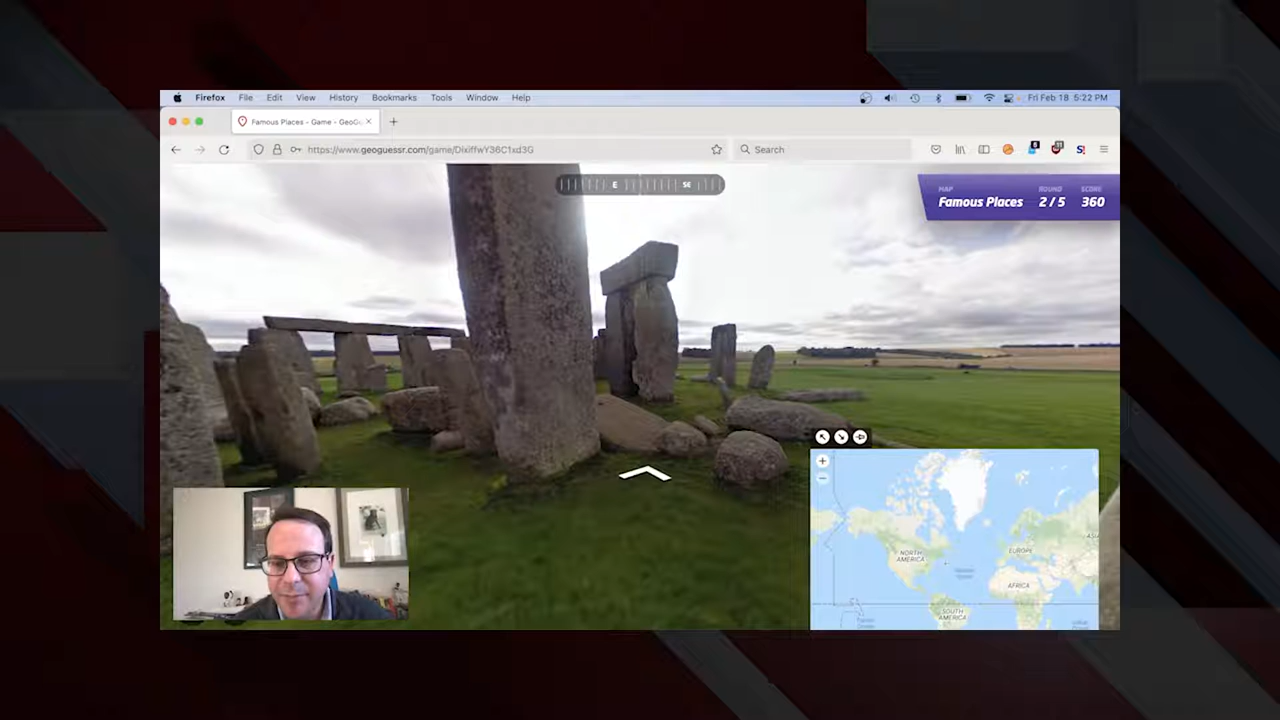 Firefox File Edit View History Bookmarks Tools Window Help Fri Feb 18 5:22 PM
Famous Places - Game - GeoGu
https://www.geoguessr.com/game/DixiffwY36C1xd3G Search
E SE
MAP ROUND SCORE
Famous Places 2 / 5 360
NORTH AMERICA
EUROPE
ASI
AFRICA
SOUTH AMERICA